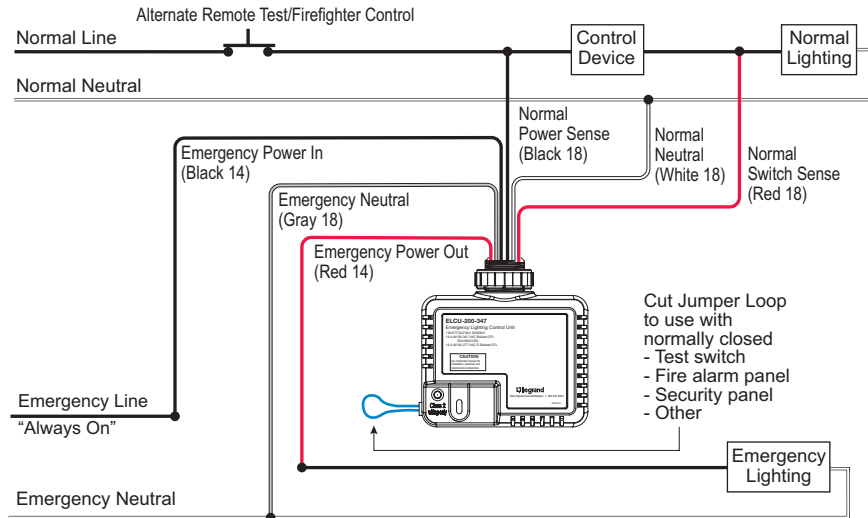 Alternate Remote Test/Firefighter Control
Normal Line
Control
Device
Normal
Lighting
Normal Neutral
Normal
Power Sense
(Black 18)
Normal
Neutral
(White 18)
Normal
Switch Sense
(Red 18)
Emergency Power In
(Black 14)
Emergency Neutral
(Gray 18)
Emergency Power Out
(Red 14)
ELCU-200-347
Emergency Lighting Control Unit
CAUTION
legrand
Class 2
Cut Jumper Loop
to use with
normally closed
- Test switch
- Fire alarm panel
- Security panel
- Other
Emergency Line
“Always On”
Emergency
Lighting
Emergency Neutral